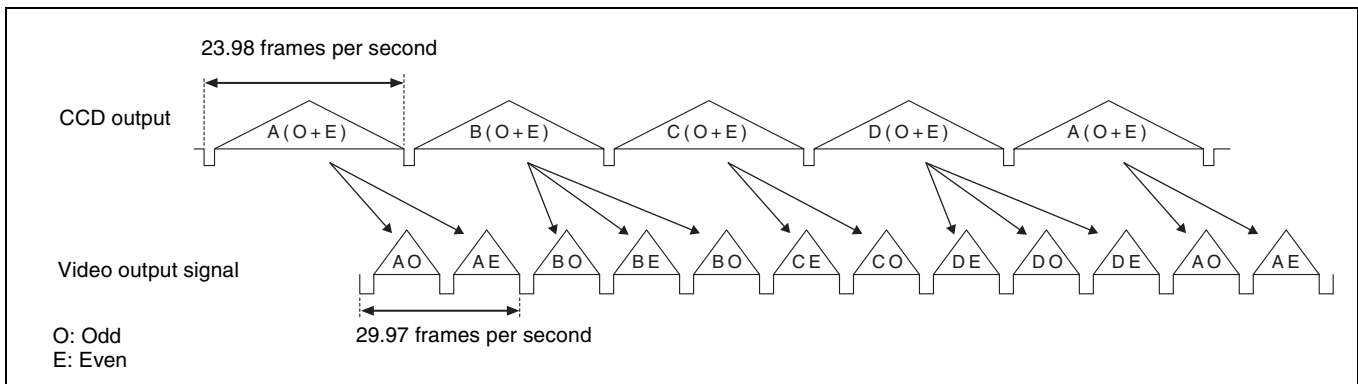 23.98 frames per second
CCD output
A(O+E) B(O+E) C(O+E) D(O+E) A(O+E)
Video output signal
AO AE BO BE BO CE CO DE DO DE AO AE
29.97 frames per second
O: Odd
E: Even